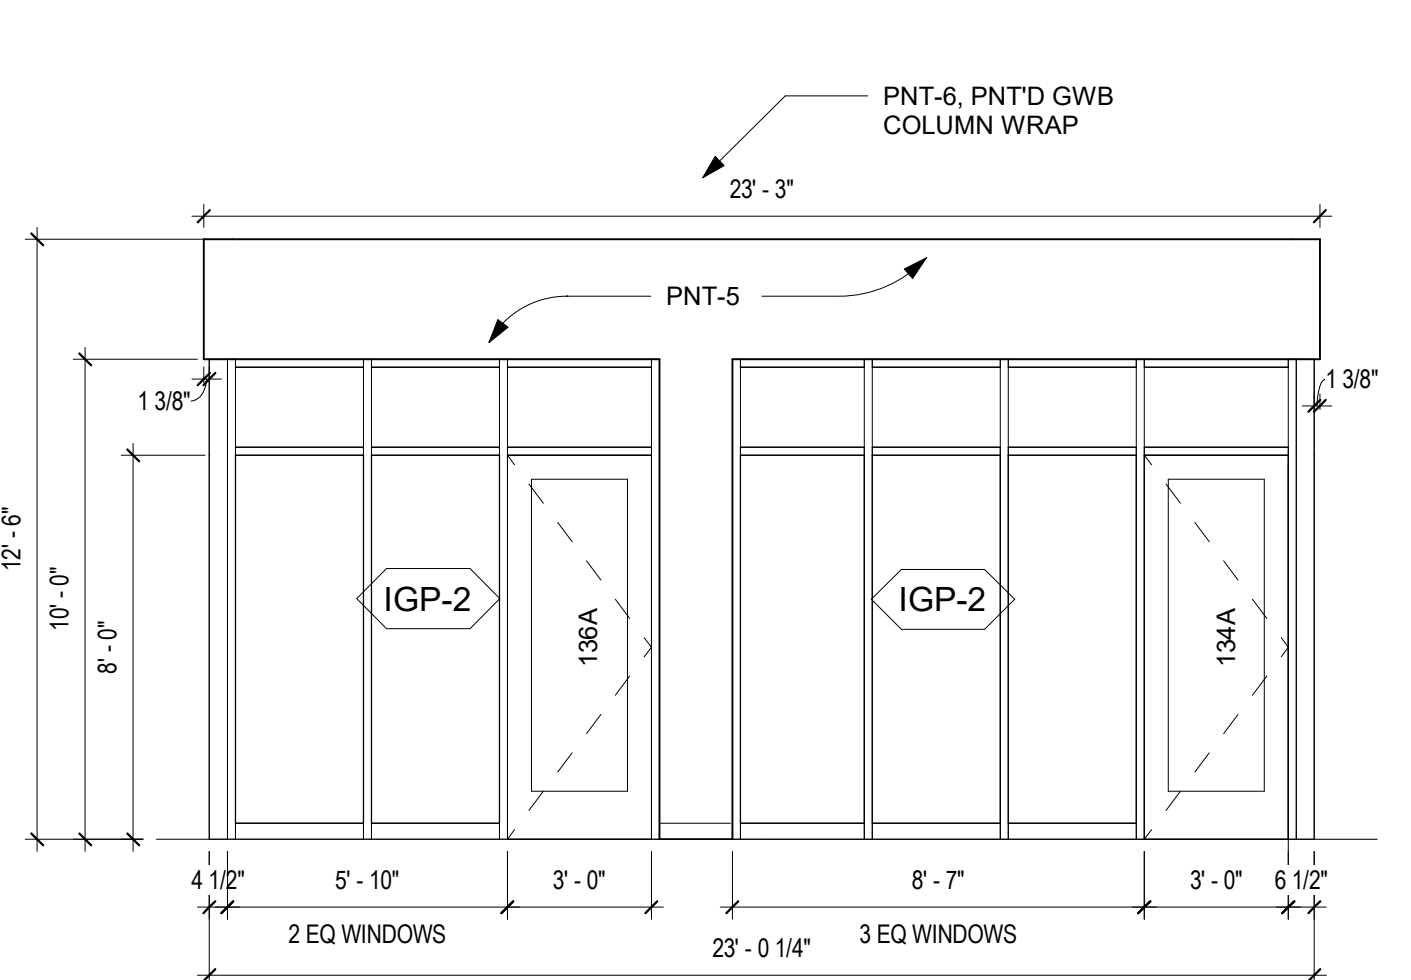 PNT-6, PNT'D GWB
COLUMN WRAP
23' - 3"
PNT-5
1 3/8"
1 3/8"
12' - 6"
10' - 0"
8' - 0"
IGP-2
136A
IGP-2
134A
4 1/2"
5' - 10"
3' - 0"
8' - 7"
3' - 0"
6 1/2"
2 EQ WINDOWS
23' - 0 1/4"
3 EQ WINDOWS